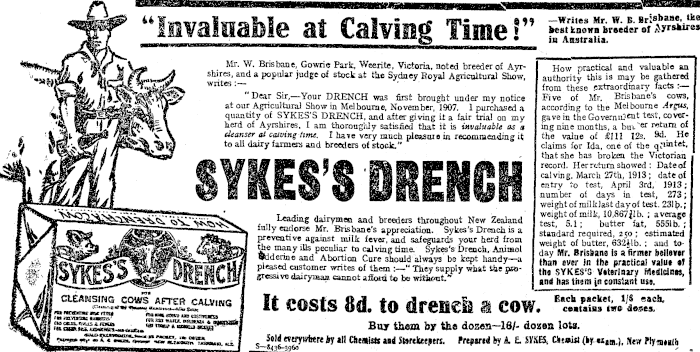 "Invaluable at Calving Time!"
—Writes Mr. W. B. Brisbane, the
best known breeder of Ayrshires
in Australia.
Mr. W. Brisbane, Gowrie Park, Weerite, Victoria, noted breeder of Ayr-
shires, and a popular judge of stock at the Sydney Royal Agricultural Show,
writes :—
"Dear Sir,—Your DRENCH was first brought under my notice
at our Agricultural Show in Melbourne, November, 1907. I purchased
a quantity of SYKES'S DRENCH, and after giving it a fair trial on my
herd of Ayrshires, I am thoroughly satisfied that it is invaluable as a
cleanser at calving time. I have very much pleasure in recommending it
to all dairy farmers and breeders of stock."
SYKES'S DRENCH
Leading dairymen and breeders throughout New Zealand
fully endorse Mr. Brisbane's appreciation. Sykes's Drench is a
preventive against milk fever, and safeguards your herd from
the many ills peculiar to calving time. Sykes's Drench, Animol
Udderine and Abortion Cure should always be kept handy—a
pleased customer writes of them :—" They supply what the pro-
gressive dairyman cannot afford to be without."
It costs 8d. to drench a cow.
Buy them by the dozen—16/- dozen lots.
Sold everywhere by all Chemists and Storekeepers. Prepared by A. E. SYKES, Chemist (by exam.), New Plymouth
S—8436-3960
How practical and valuable an
authority this is may be gathered
from these extraordinary facts :—
Five of Mr. Brisbane's cows,
according to the Melbourne Argus,
gave in the Government test, cover-
ing nine months, a butter return of
the value of £111 12s. 9d. He
claims for Ida, one of the quintet,
that she has broken the Victorian
record. Her return showed : Date of
calving, March 27th, 1913 ; date of
entry to test, April 3rd, 1913 ;
number of days in test, 273 ;
weight of milk last day of test. 23lb. ;
weight of milk, 10,867¼lb. ; average
test, 5.1 ; butter fat, 555lb. ;
standard required, 250 ; estimated
weight of butter, 632¾lb. ; and to-
day Mr. Brisbane is a firmer believer
than ever in the practical value of
the SYKES'S Veterinary Medicines,
and has them in constant use.
Each packet, 1/6 each,
contains two doses.
SYKES'S DRENCH
FOR
CLEANSING COWS AFTER CALVING